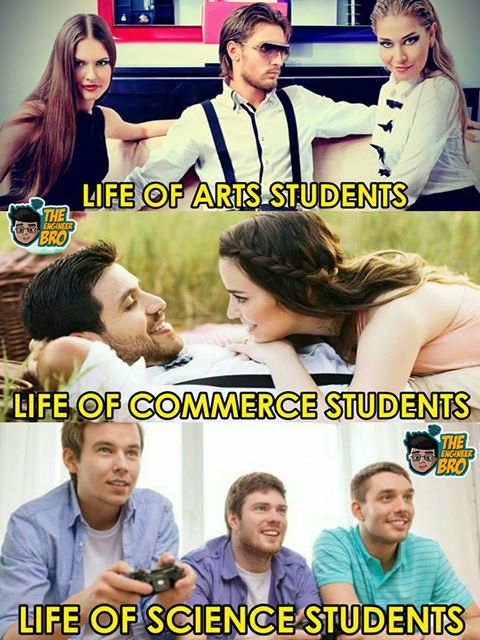 LIFE OF ARTS STUDENTS
THE
ENGINEER
BRO
LIFE OF COMMERCE STUDENTS
THE
ENGINEER
BRO
LIFE OF SCIENCE STUDENTS